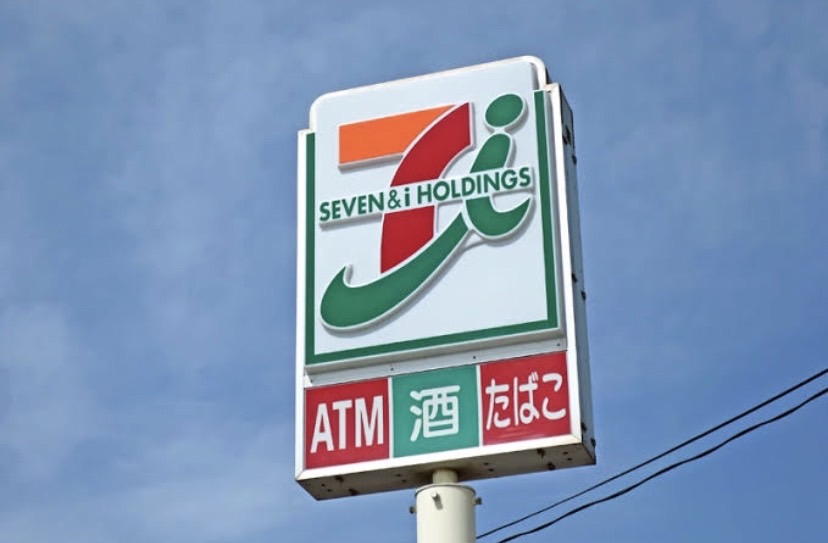 SEVEN & i HOLDINGS
ATM 酒 たばこ